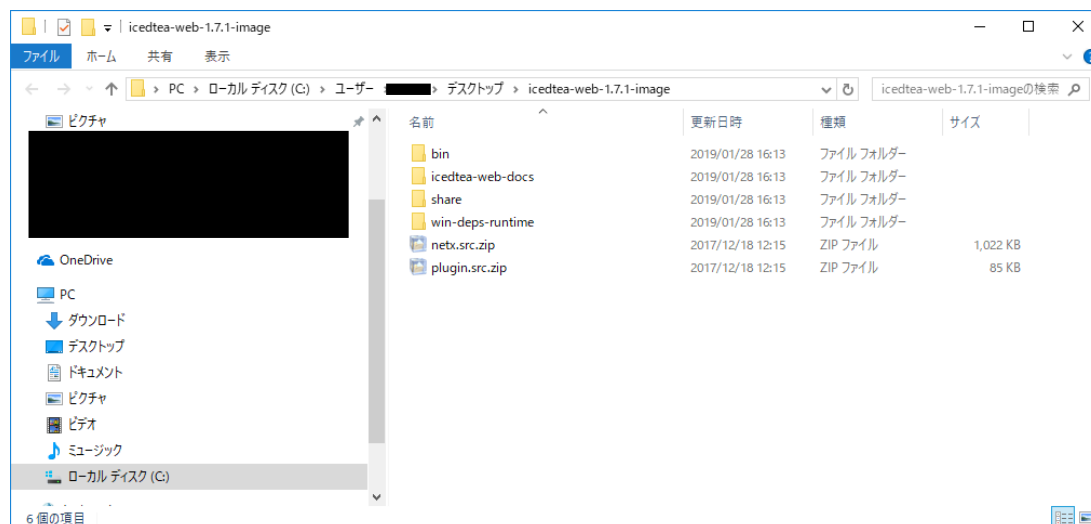 icedtea-web-1.7.1-image
ファイル ホーム 共有 表示
PC › ローカル ディスク (C:) › ユーザー › › デスクトップ › icedtea-web-1.7.1-image
icedtea-web-1.7.1-imageの検索
ピクチャ
OneDrive
PC
ダウンロード
デスクトップ
ドキュメント
ピクチャ
ビデオ
ミュージック
ローカル ディスク (C:)
名前 更新日時 種類 サイズ
bin 2019/01/28 16:13 ファイル フォルダー
icedtea-web-docs 2019/01/28 16:13 ファイル フォルダー
share 2019/01/28 16:13 ファイル フォルダー
win-deps-runtime 2019/01/28 16:13 ファイル フォルダー
netx.src.zip 2017/12/18 12:15 ZIP ファイル 1,022 KB
plugin.src.zip 2017/12/18 12:15 ZIP ファイル 85 KB
6 個の項目